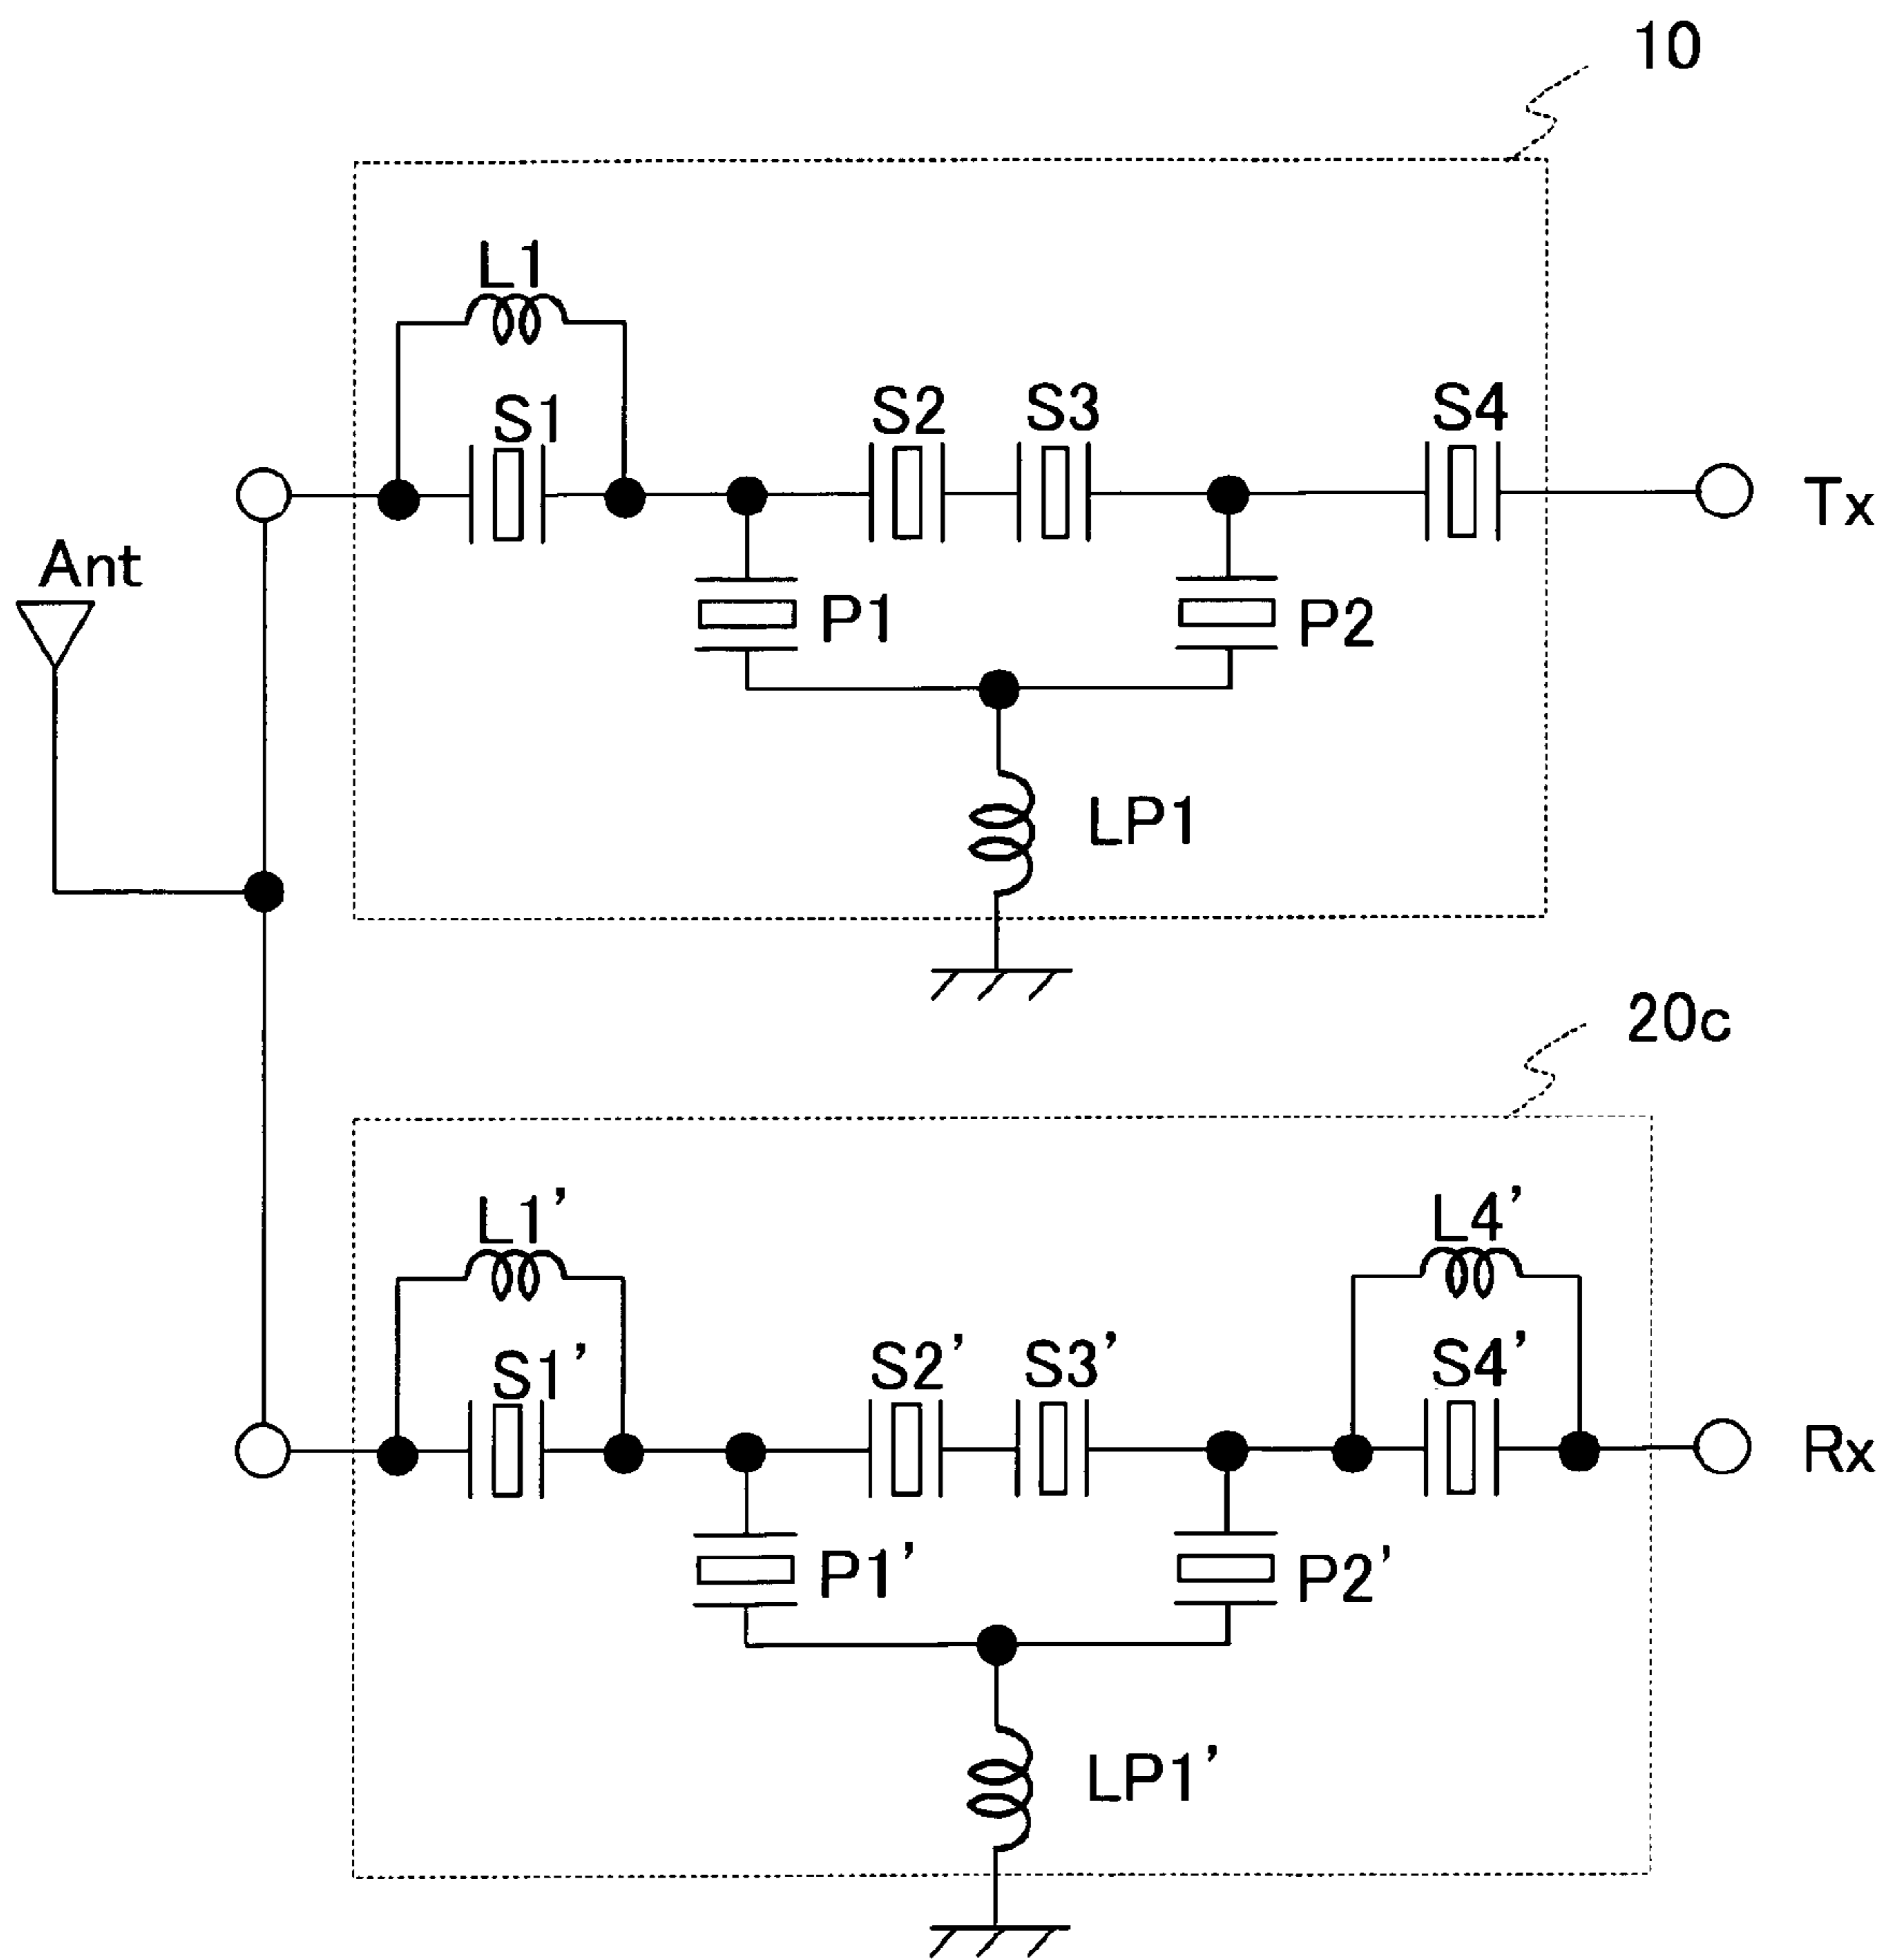 10
L1
S1
S2
S3
S4
Tx
Ant
P1
P2
LP1
20c
L1'
L4'
S1'
S2'
S3'
S4'
Rx
P1'
P2'
LP1'